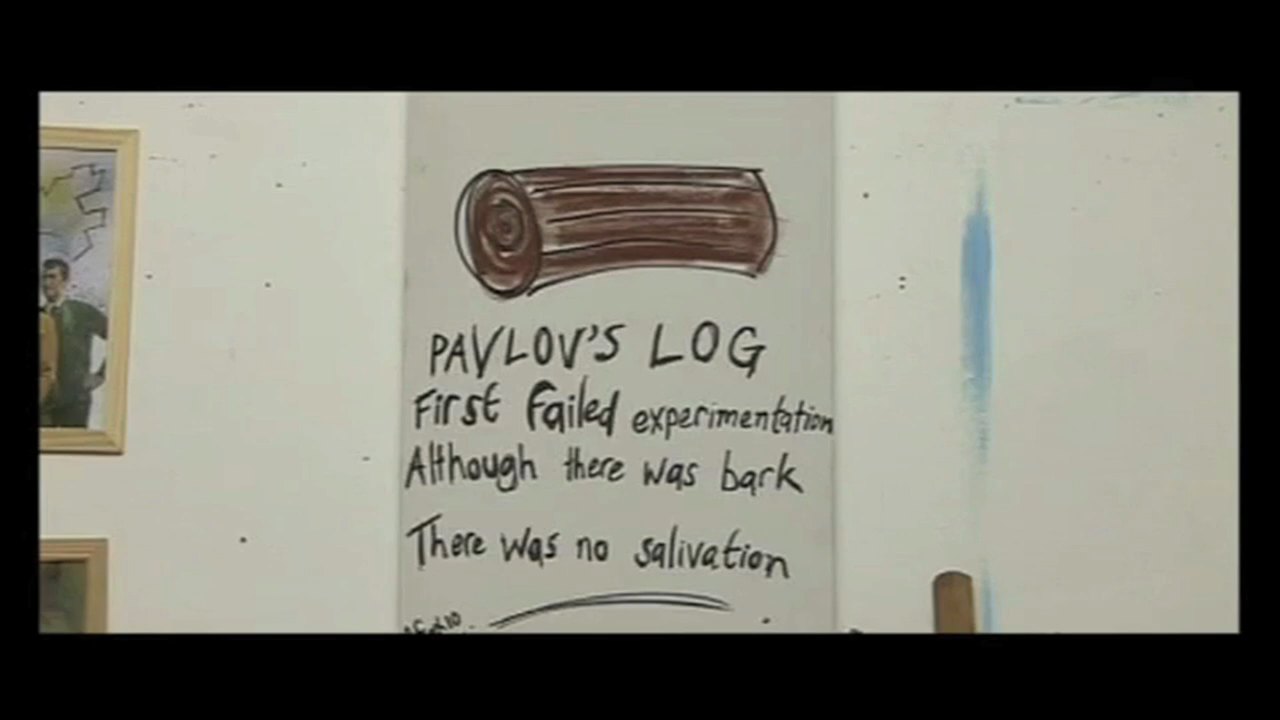 PAVLOV'S LOG
First Failed experimentation
Although there was bark
There was no salivation